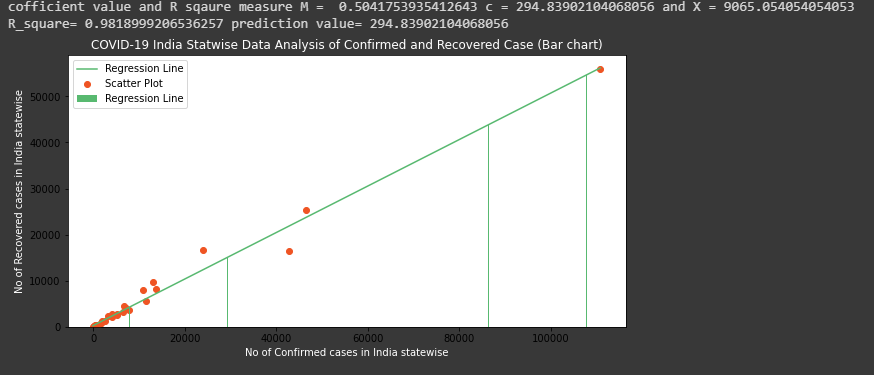 cofficient value and R sqaure measure M =  0.5041753935412643 c = 294.83902104068056 and X = 9065.054054054053
R_square= 0.9818999206536257 prediction value= 294.83902104068056
COVID-19 India Statwise Data Analysis of Confirmed and Recovered Case (Bar chart)
Regression Line
Scatter Plot
Regression Line
No of Recovered cases in India statewise
50000
40000
30000
20000
10000
0
0 20000 40000 60000 80000 100000
No of Confirmed cases in India statewise